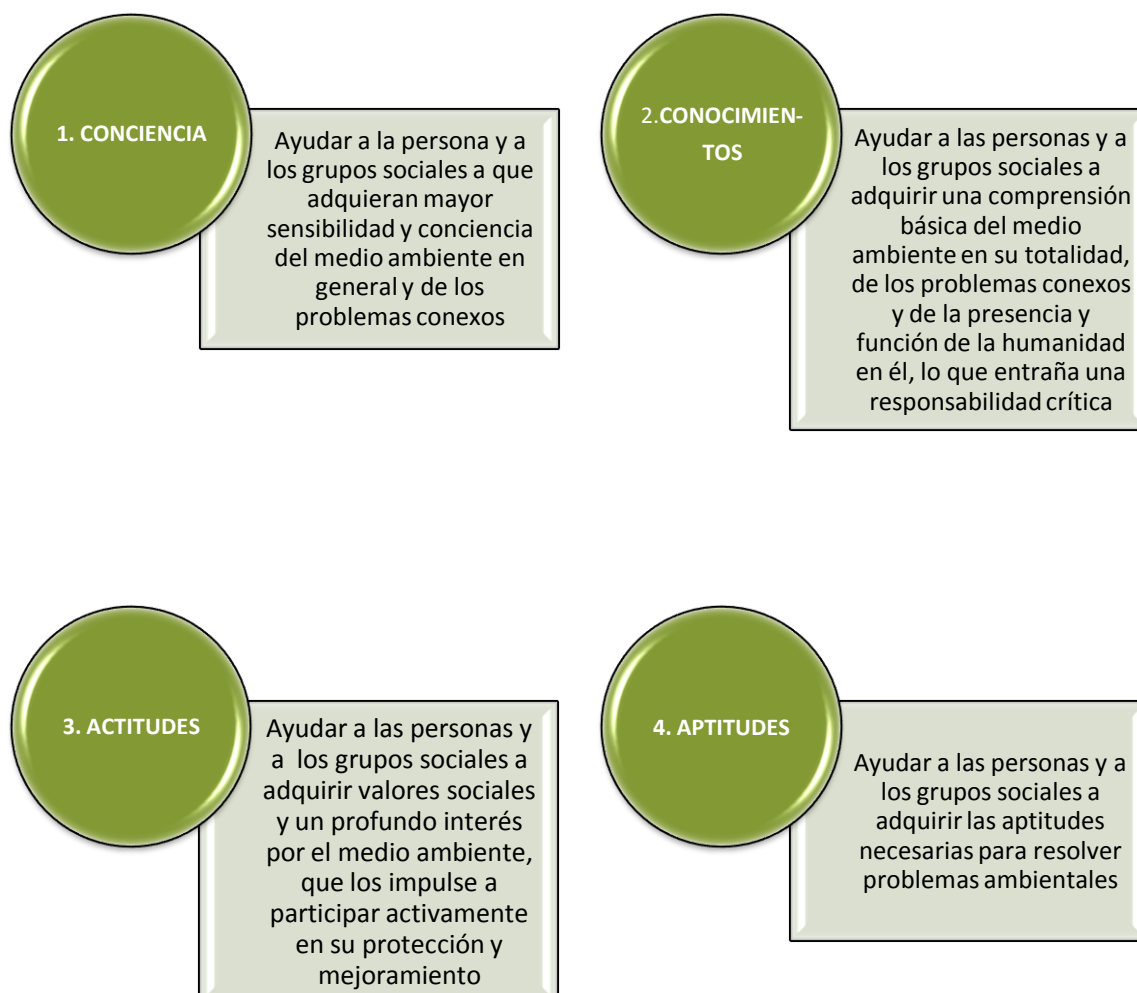 1. CONCIENCIA
Ayudar a la persona y a
los grupos sociales a que
adquieran mayor
sensibilidad y conciencia
del medio ambiente en
general y de los
problemas conexos
2.CONOCIMIEN-
TOS
Ayudar a las personas y a
los grupos sociales a
adquirir una comprensión
básica del medio
ambiente en su totalidad,
de los problemas conexos
y de la presencia y
función de la humanidad
en él, lo que entraña una
responsabilidad crítica
3. ACTITUDES
Ayudar a las personas y
a los grupos sociales a
adquirir valores sociales
y un profundo interés
por el medio ambiente,
que los impulse a
participar activamente
en su protección y
mejoramiento
4. APTITUDES
Ayudar a las personas y a
los grupos sociales a
adquirir las aptitudes
necesarias para resolver
problemas ambientales